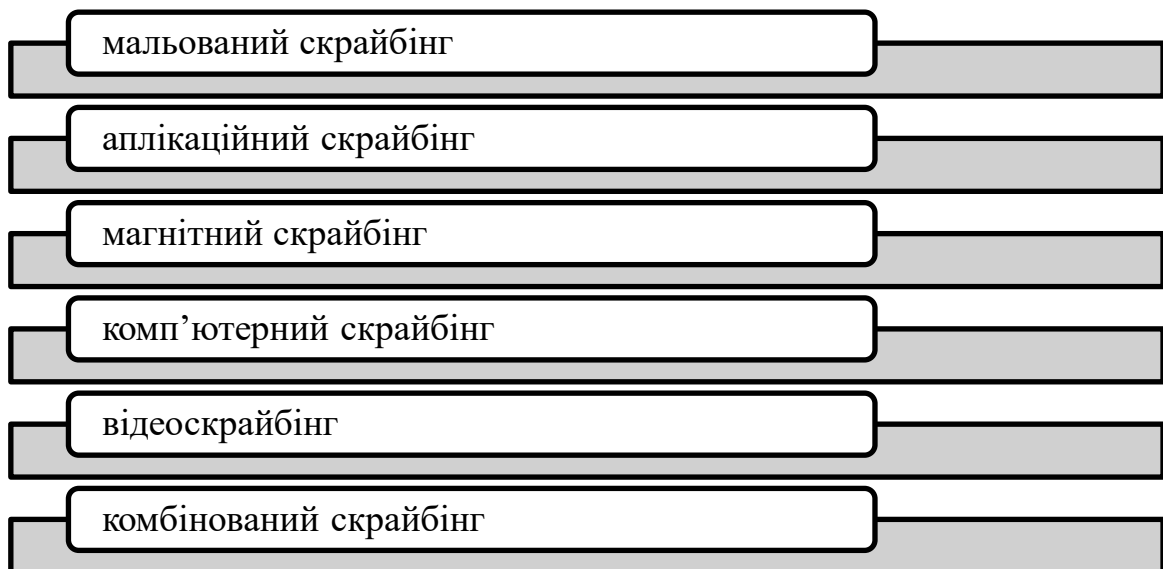 мальований скрайбінг
аплікаційний скрайбінг
магнітний скрайбінг
комп’ютерний скрайбінг
відеоскрайбінг
комбінований скрайбінг